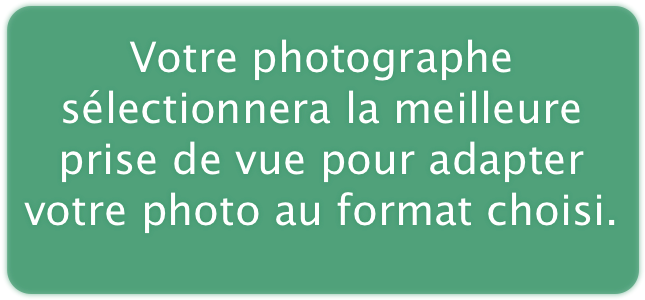 Votre photographe
sélectionnera la meilleure
prise de vue pour adapter
votre photo au format choisi.